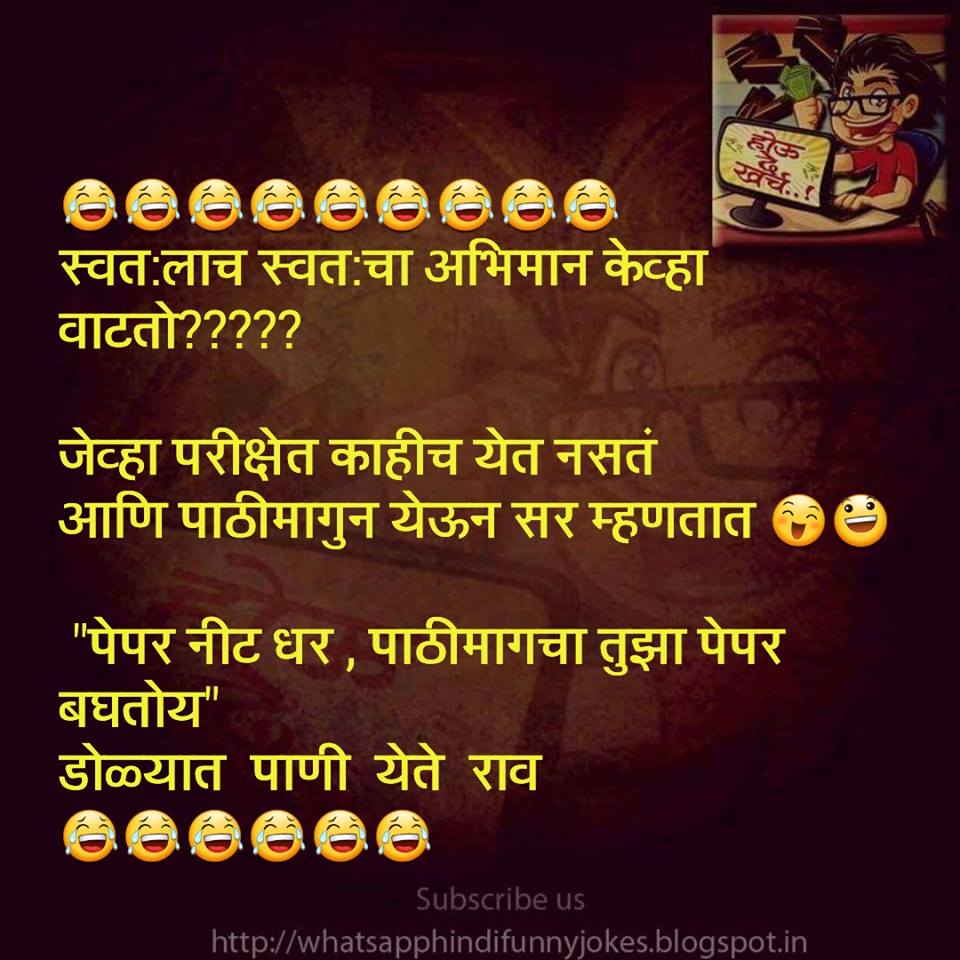 होऊ
दे
खर्च..!
😂😂😂😂😂😂😂😂😂
स्वत:लाच स्वत:चा अभिमान केव्हा
वाटतो?????
जेव्हा परीक्षेत काहीच येत नसतं
आणि पाठीमागुन येऊन सर म्हणतात 😄😃
"पेपर नीट धर , पाठीमागचा तुझा पेपर
बघतोय"
डोळ्यात पाणी येते राव
😂😂😂😂😂😂
Subscribe us
http://whatsapphindifunnyjokes.blogspot.in